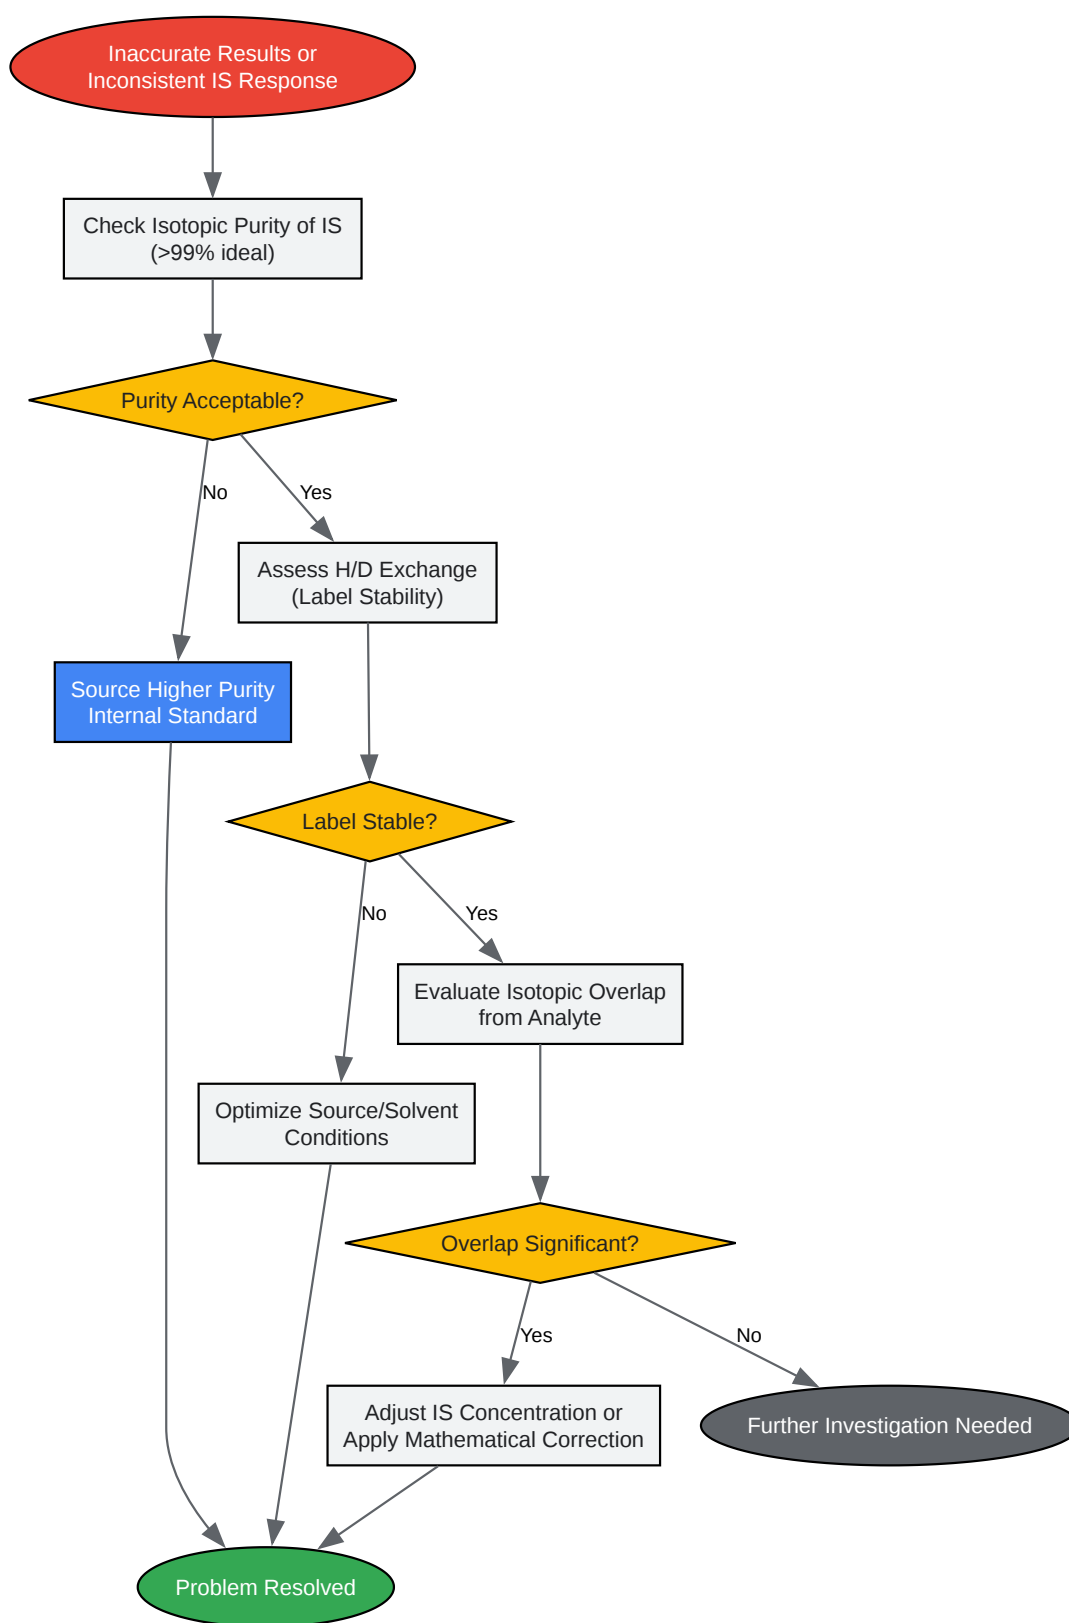 Inaccurate Results or
Inconsistent IS Response
Check Isotopic Purity of IS
(>99% ideal)
Purity Acceptable?
No
Yes
Assess H/D Exchange
(Label Stability)
Source Higher Purity
Internal Standard
Label Stable?
No
Yes
Evaluate Isotopic Overlap
from Analyte
Optimize Source/Solvent
Conditions
Overlap Significant?
Yes
No
Adjust IS Concentration or
Apply Mathematical Correction
Further Investigation Needed
Problem Resolved